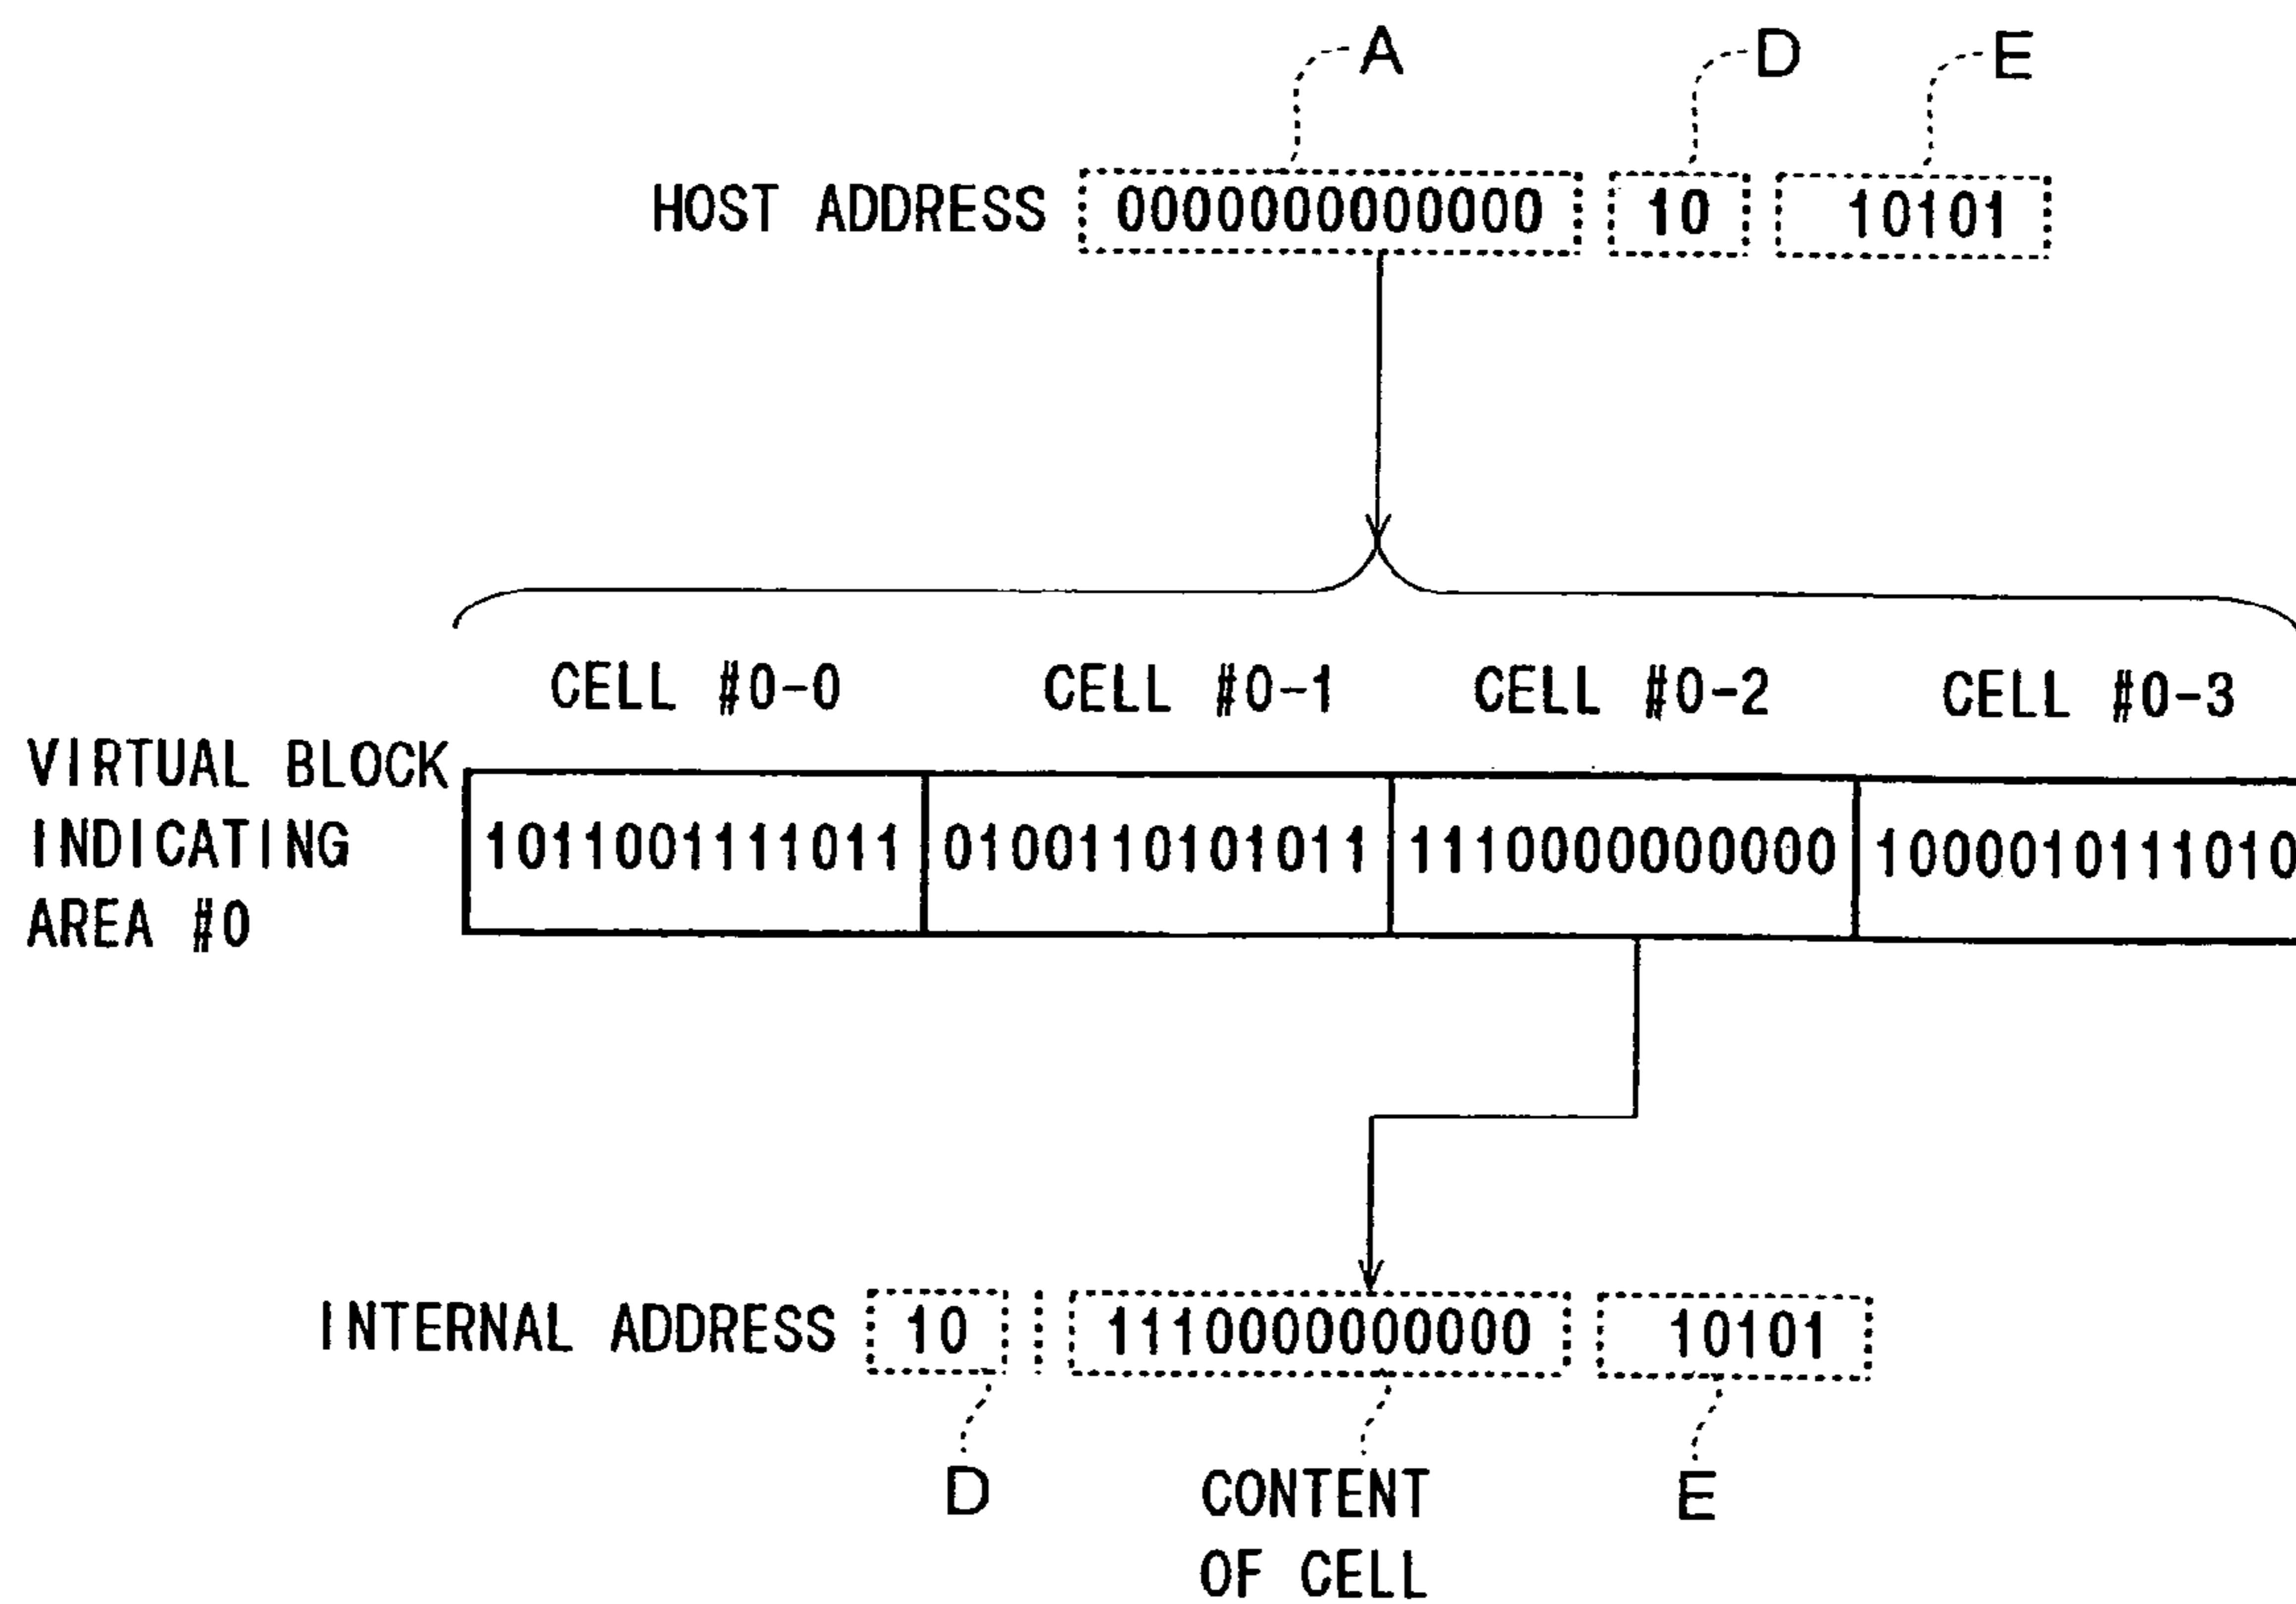 A D E
HOST ADDRESS 0000000000000 10 10101
CELL #0-0 CELL #0-1 CELL #0-2 CELL #0-3
VIRTUAL BLOCK
INDICATING
AREA #0
1011001111011 0100110101011 1110000000000 1000010111010
INTERNAL ADDRESS 10 1110000000000 10101
D CONTENT E
OF CELL